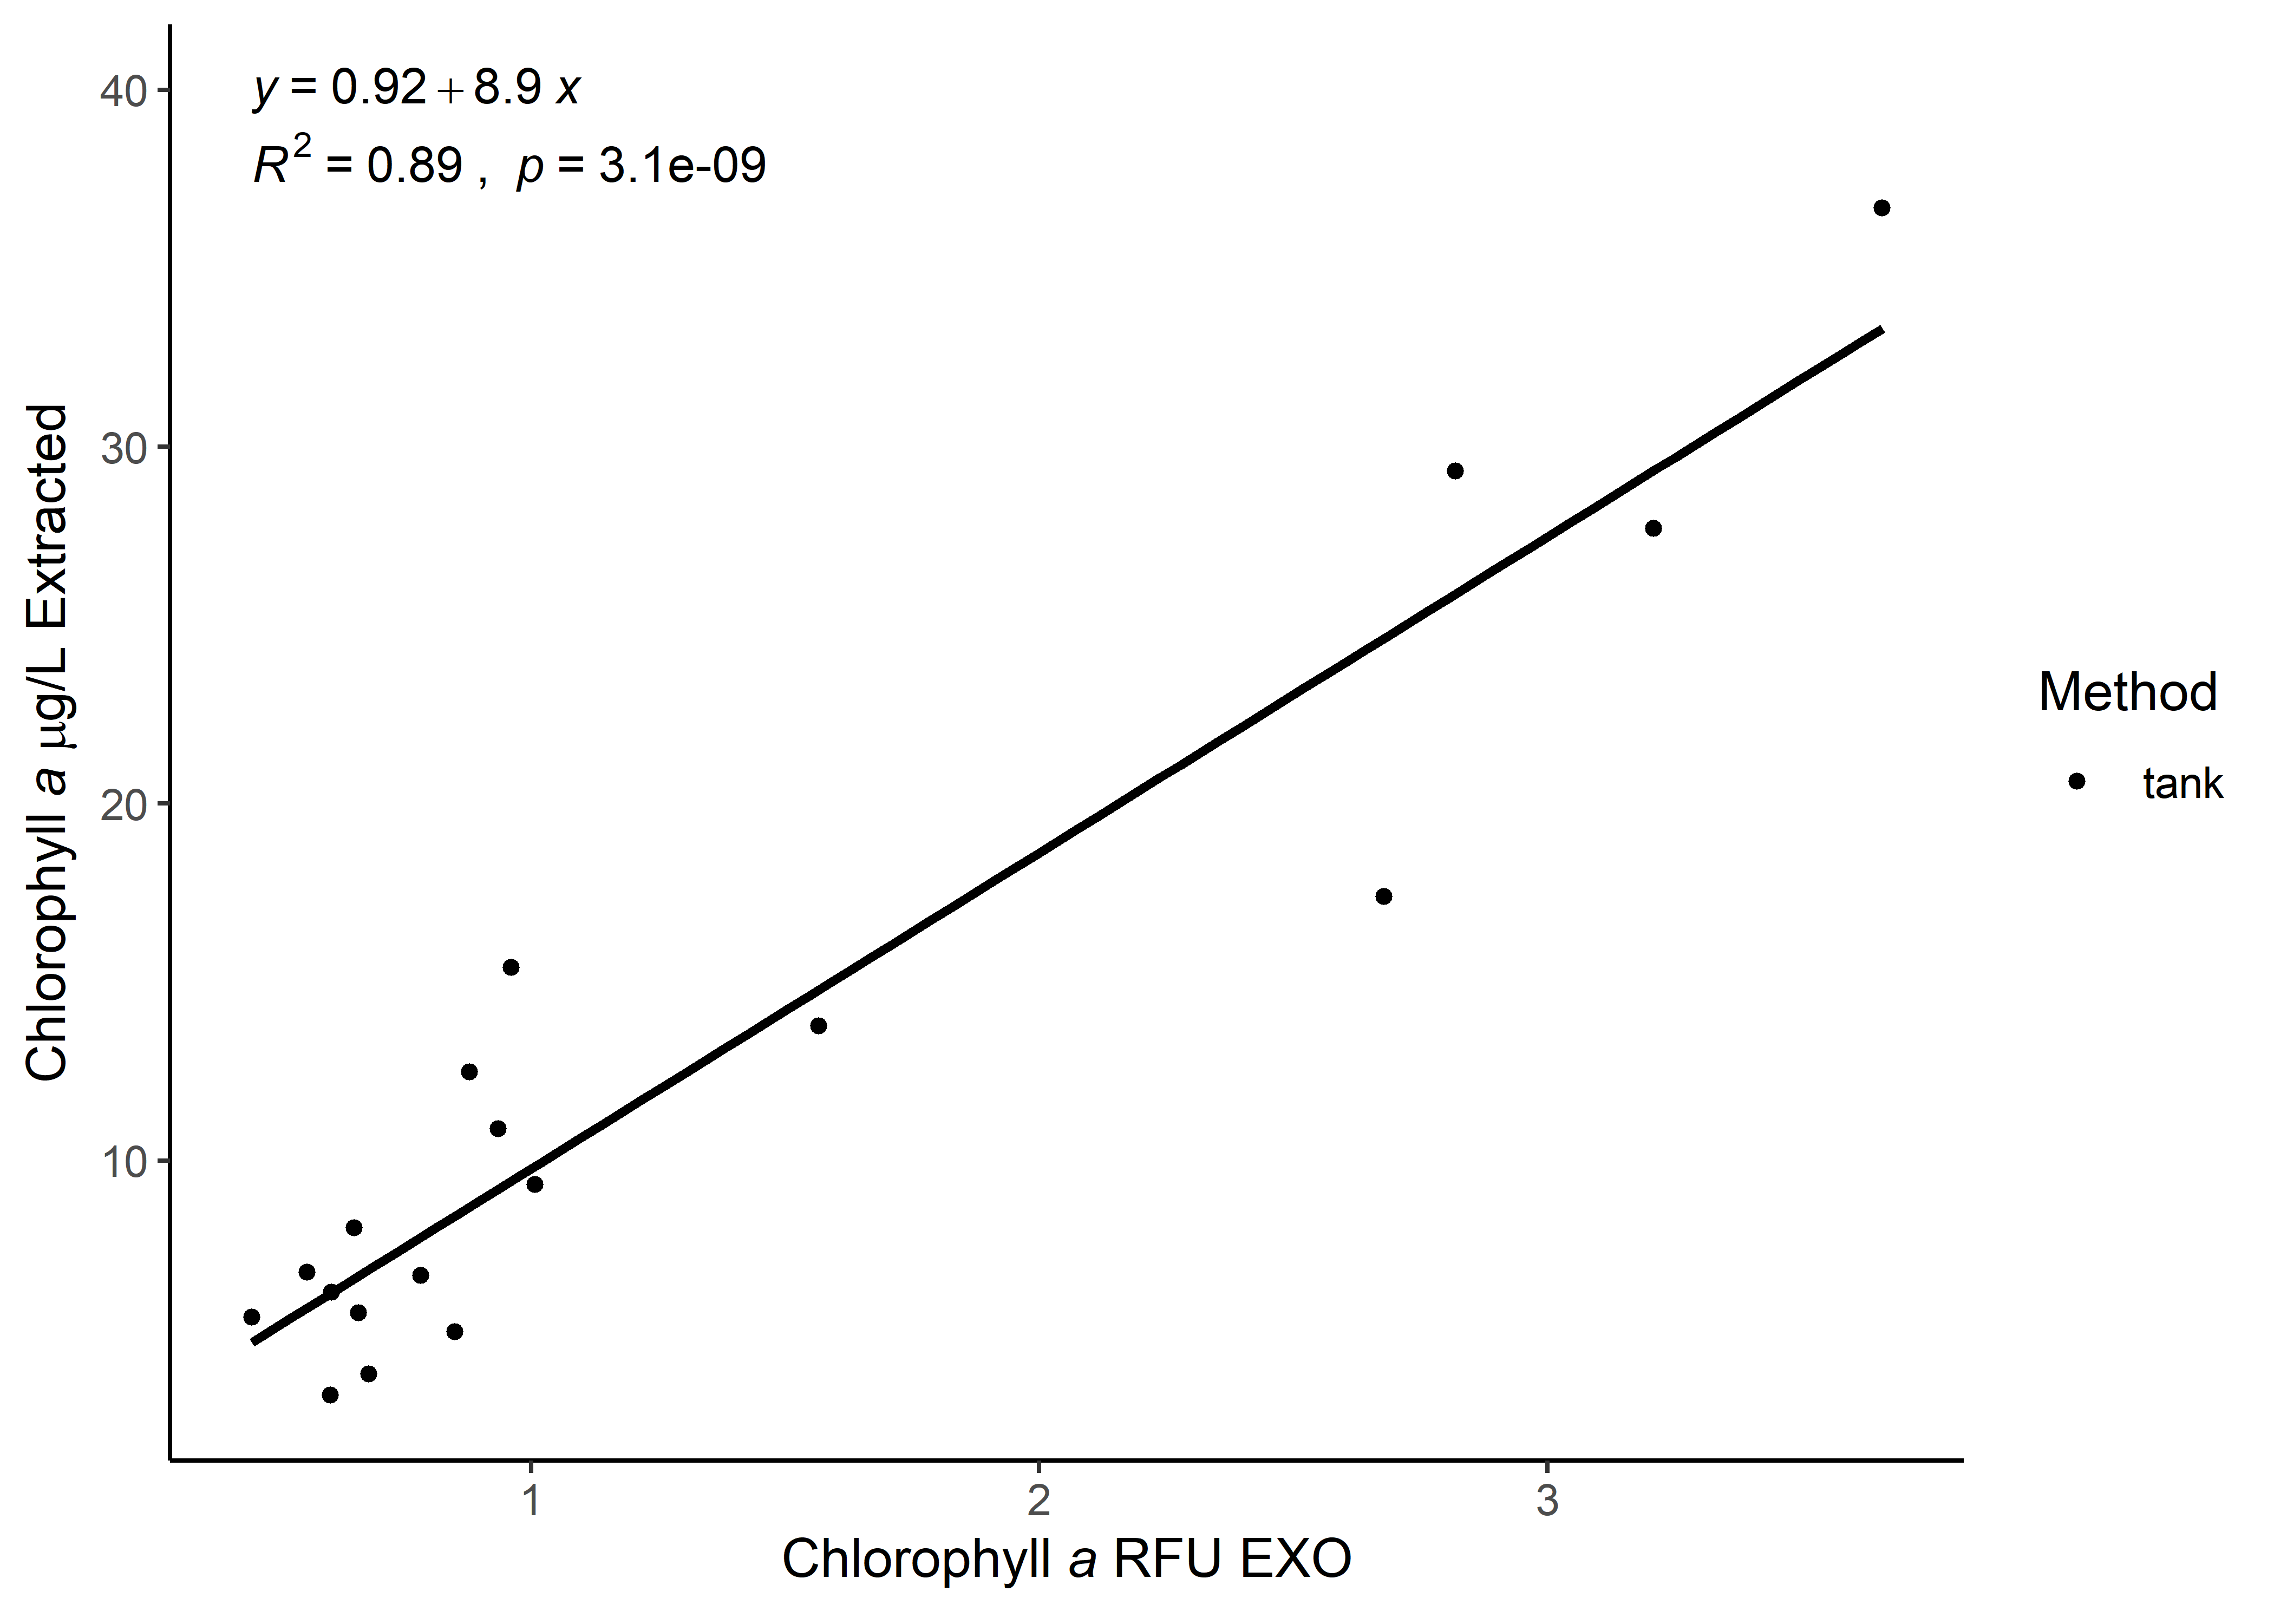 y = 0.92 + 8.9 x
R² = 0.89 , p = 3.1e-09
40
30
20
10
Chlorophyll a μg/L Extracted
1 2 3
Chlorophyll a RFU EXO
Method
tank